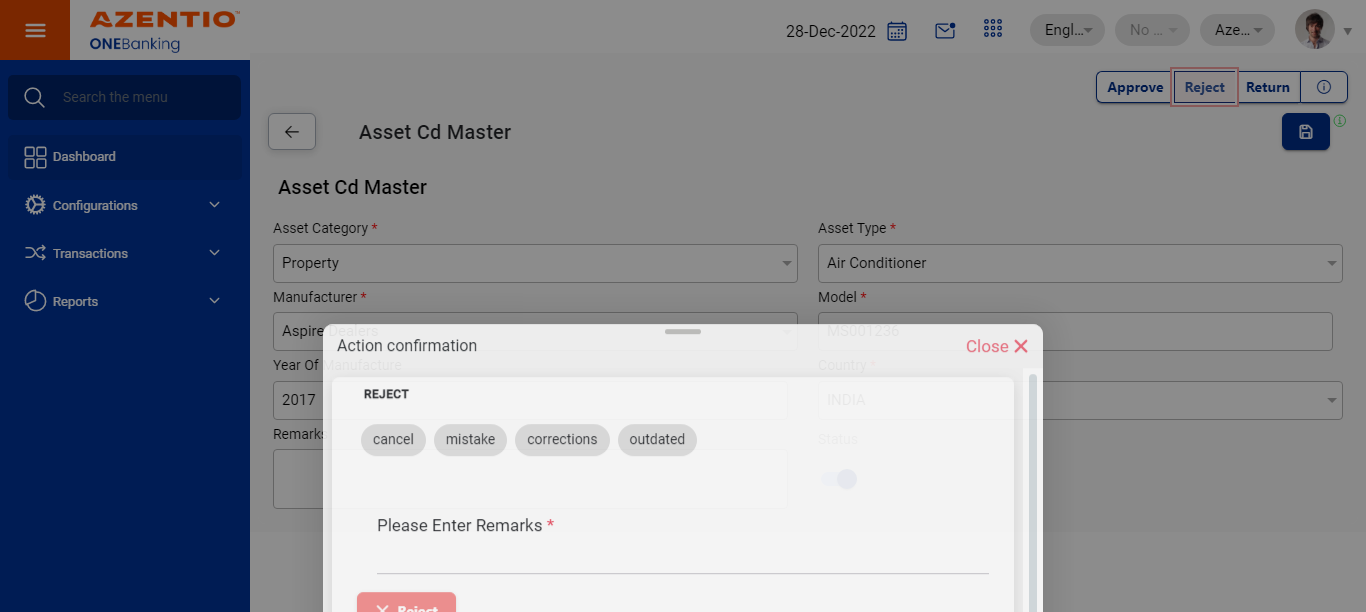 AZENTIO™
ONEBanking
28-Dec-2022
Engl...
No ...
Aze...
Search the menu
Dashboard
Configurations
Transactions
Reports
Approve
Reject
Return
Asset Cd Master
Asset Cd Master
Asset Category *
Asset Type *
Property
Air Conditioner
Manufacturer *
Model *
Aspire Dealers
MS001236
Year Of Manufacture
Country *
2017
INDIA
Remarks
Status
Action confirmation
Close
REJECT
cancel
mistake
corrections
outdated
Please Enter Remarks *
Reject